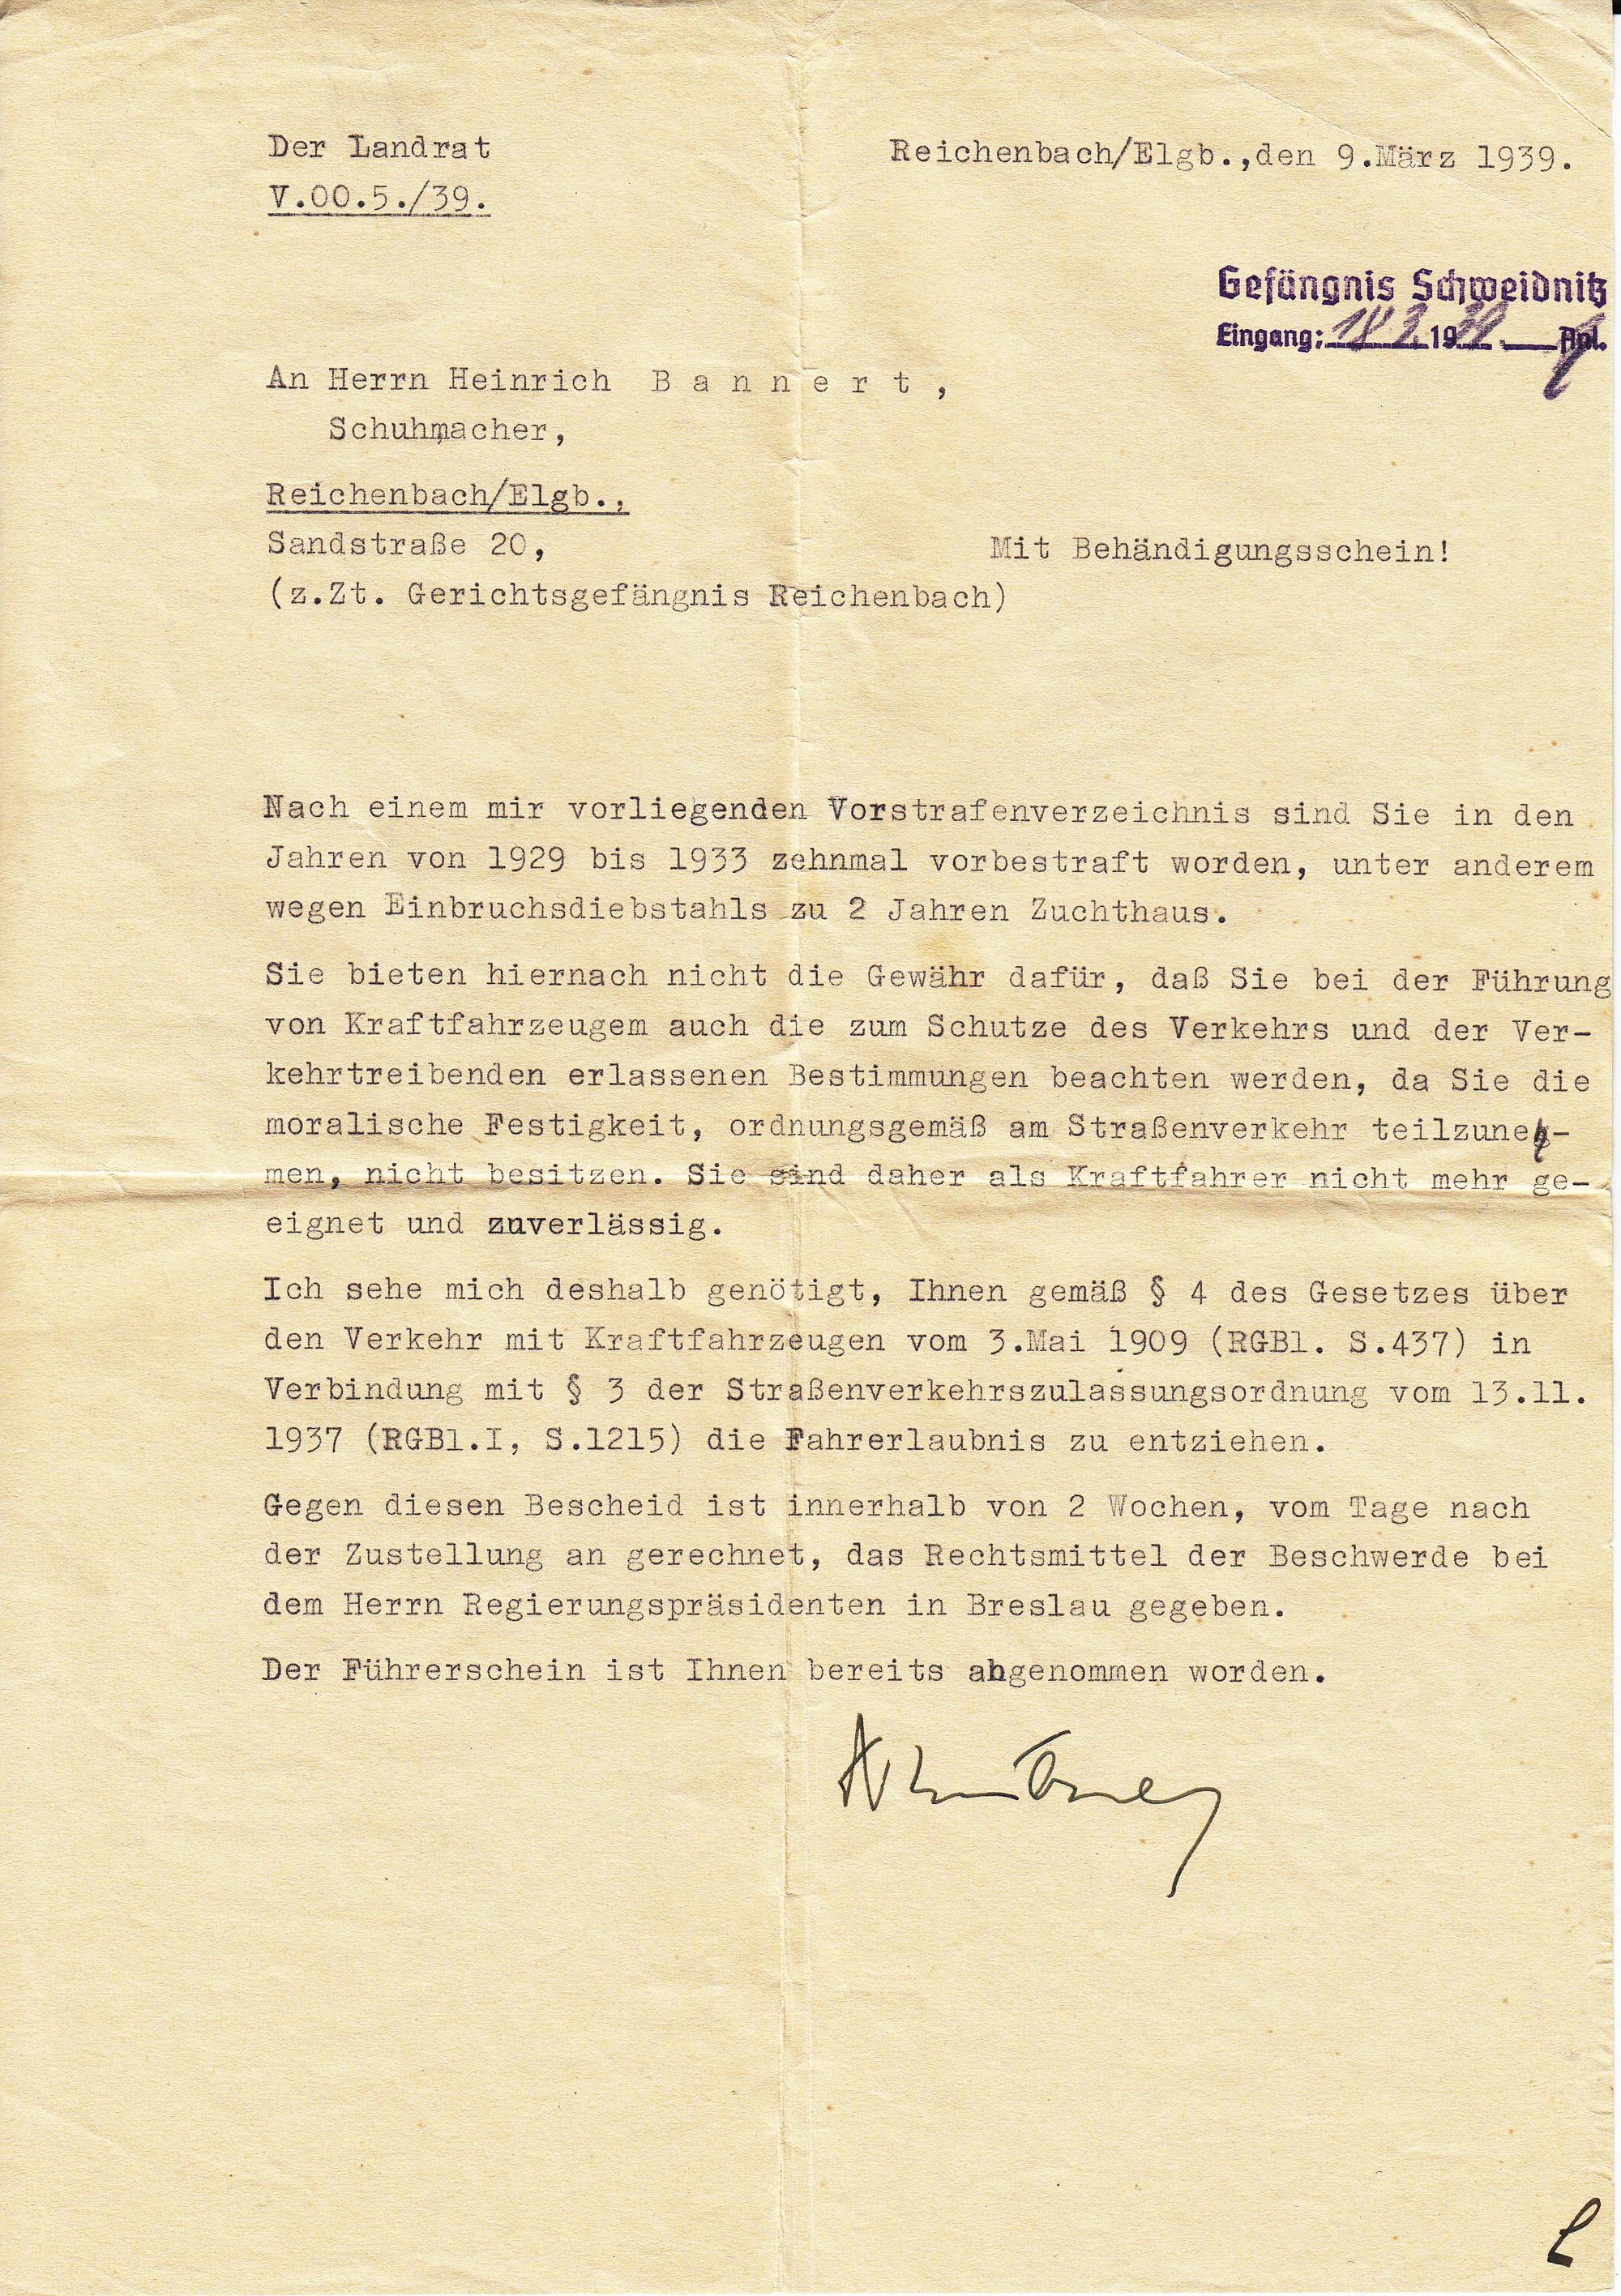 Der Landrat
Reichenbach/Elgb.,den 9.März 1939.
V.00.5./39.
Gefängnis Schweidnitz
Eingang: 18 3. 1939 Anl.
An Herrn Heinrich B a n n e r t ,
Schuhmacher,
Reichenbach/Elgb.,
Sandstraße 20,
Mit Behändigungsschein!
(z.Zt. Gerichtsgefängnis Reichenbach)
Nach einem mir vorliegenden Vorstrafenverzeichnis sind Sie in den
Jahren von 1929 bis 1933 zehnmal vorbestraft worden, unter anderem
wegen Einbruchsdiebstahls zu 2 Jahren Zuchthaus.
Sie bieten hiernach nicht die Gewähr dafür, daß Sie bei der Führung
von Kraftfahrzeugem auch die zum Schutze des Verkehrs und der Ver-
kehrtreibenden erlassenen Bestimmungen beachten werden, da Sie die
moralische Festigkeit, ordnungsgemäß am Straßenverkehr teilzuneh-
men, nicht besitzen. Sie sind daher als Kraftfahrer nicht mehr ge-
eignet und zuverlässig.
Ich sehe mich deshalb genötigt, Ihnen gemäß § 4 des Gesetzes über
den Verkehr mit Kraftfahrzeugen vom 3.Mai 1909 (RGBl. S.437) in
Verbindung mit § 3 der Straßenverkehrszulassungsordnung vom 13.11.
1937 (RGBl.I, S.1215) die Fahrerlaubnis zu entziehen.
Gegen diesen Bescheid ist innerhalb von 2 Wochen, vom Tage nach
der Zustellung an gerechnet, das Rechtsmittel der Beschwerde bei
dem Herrn Regierungspräsidenten in Breslau gegeben.
Der Führerschein ist Ihnen bereits abgenommen worden.